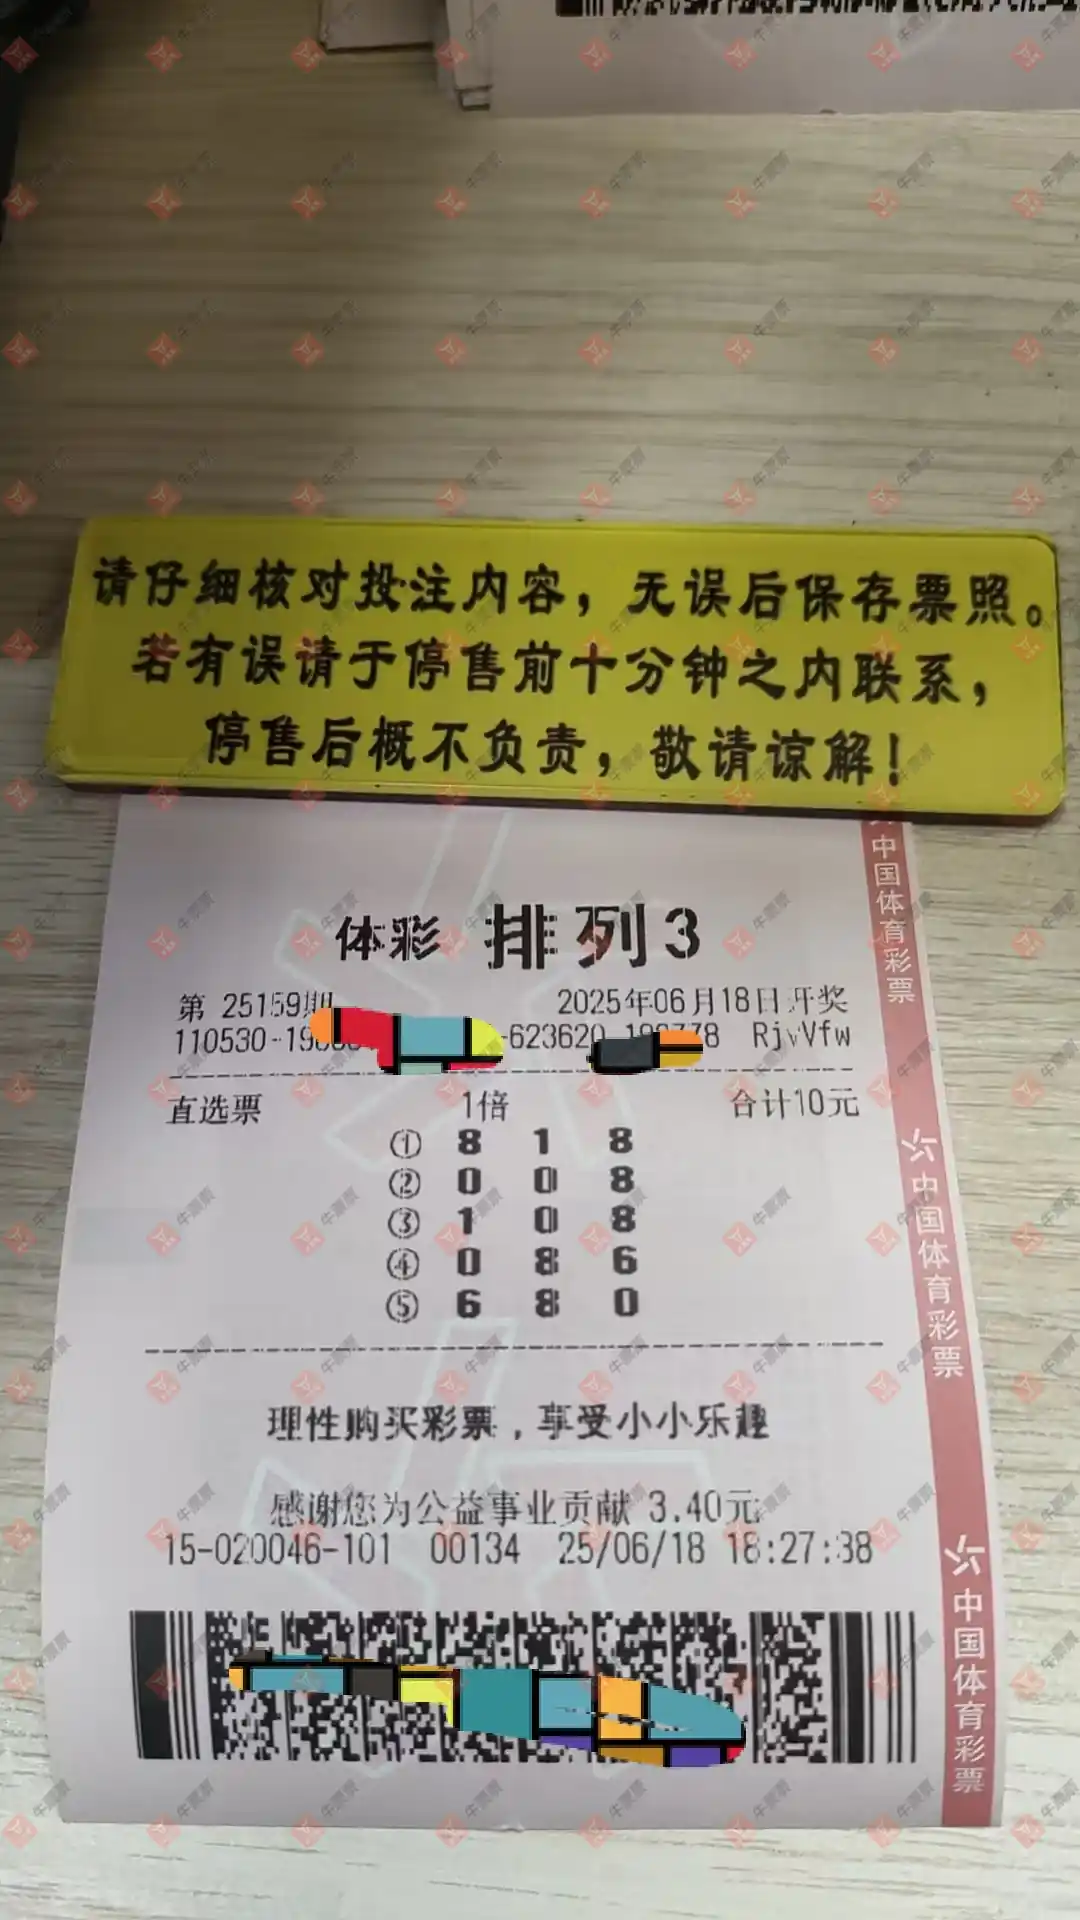 请仔细核对投注内容，无误后保存票照。
若有误请于停售前十分钟之内联系，
停售后概不负责，敬请谅解！
体彩 排列3
第 25159期 2025年06月18日开奖
110530-19 -623620 RjvVfw
直选票 1倍 合计10元
① 8 1 8
② 0 0 8
③ 1 0 8
④ 0 8 6
⑤ 6 8 0
理性购买彩票，享受小小乐趣
感谢您为公益事业贡献 3.40元
15-020046-101 00134 25/06/18 18:27:38
中国体育彩票
中国体育彩票
中国体育彩票
牛票票